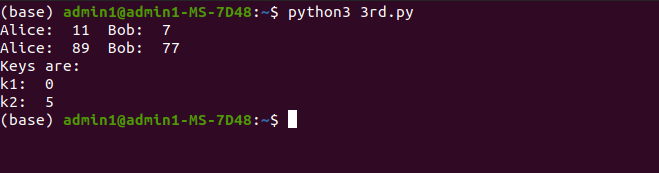 (base) admin1@admin1-MS-7D48:~$ python3 3rd.py
Alice:  11  Bob:  7
Alice:  89  Bob:  77
Keys are:
k1:  0
k2:  5
(base) admin1@admin1-MS-7D48:~$